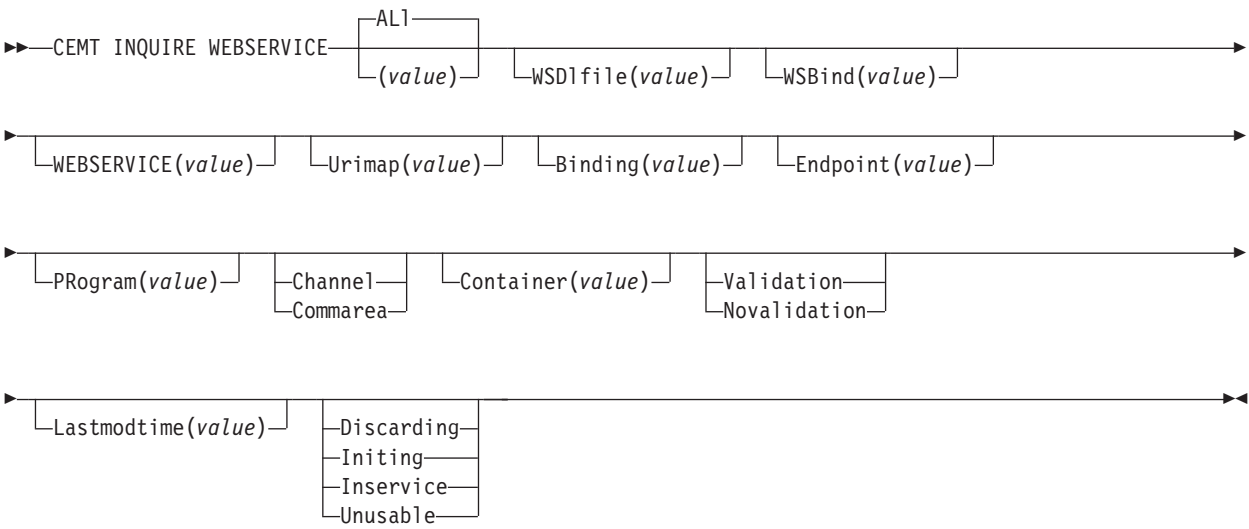 ALl
CEMT INQUIRE WEBSERVICE
(value) WSDlfile(value) WSBind(value)
WEBSERVICE(value) Urimap(value) Binding(value) Endpoint(value)
PRogram(value) Channel Container(value) Validation
Commarea Novalidation
Lastmodtime(value) Discarding
Initing
Inservice
Unusable